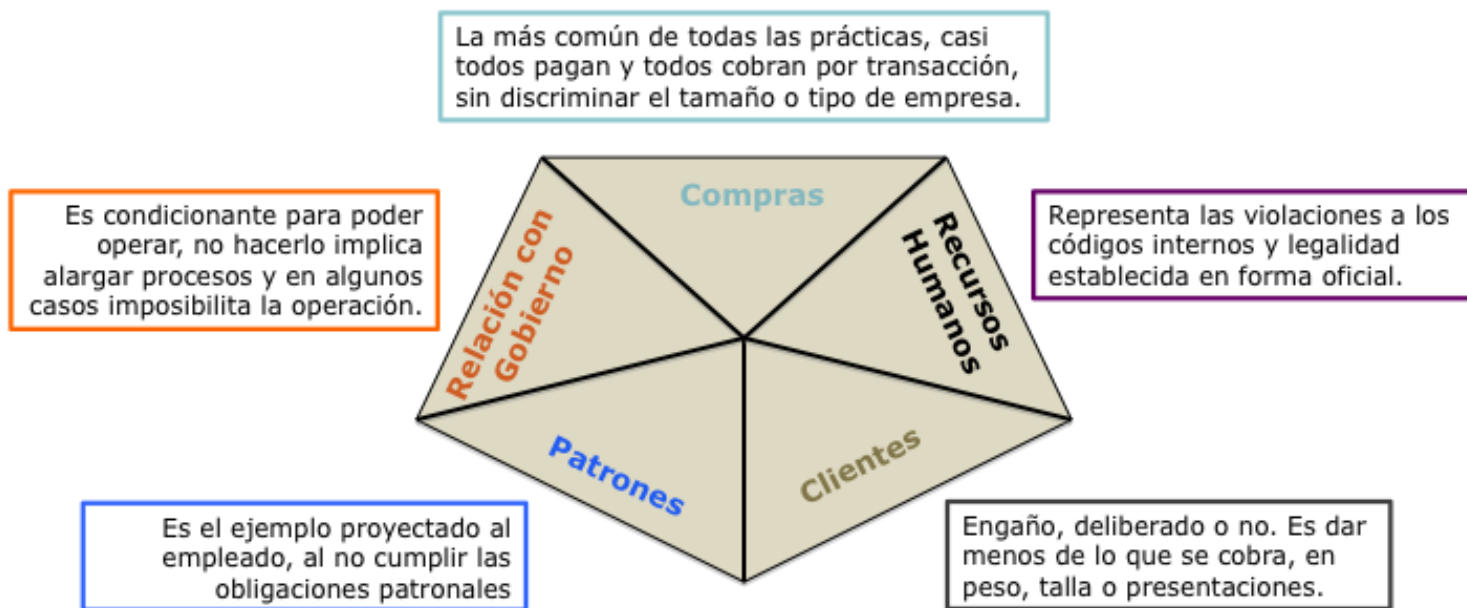 La más común de todas las prácticas, casi
todos pagan y todos cobran por transacción,
sin discriminar el tamaño o tipo de empresa.
Es condicionante para poder
operar, no hacerlo implica
alargar procesos y en algunos
casos imposibilita la operación.
Compras
Relación con
Gobierno
Recursos
Humanos
Representa las violaciones a los
códigos internos y legalidad
establecida en forma oficial.
Patrones
Clientes
Es el ejemplo proyectado al
empleado, al no cumplir las
obligaciones patronales
Engaño, deliberado o no. Es dar
menos de lo que se cobra, en
peso, talla o presentaciones.